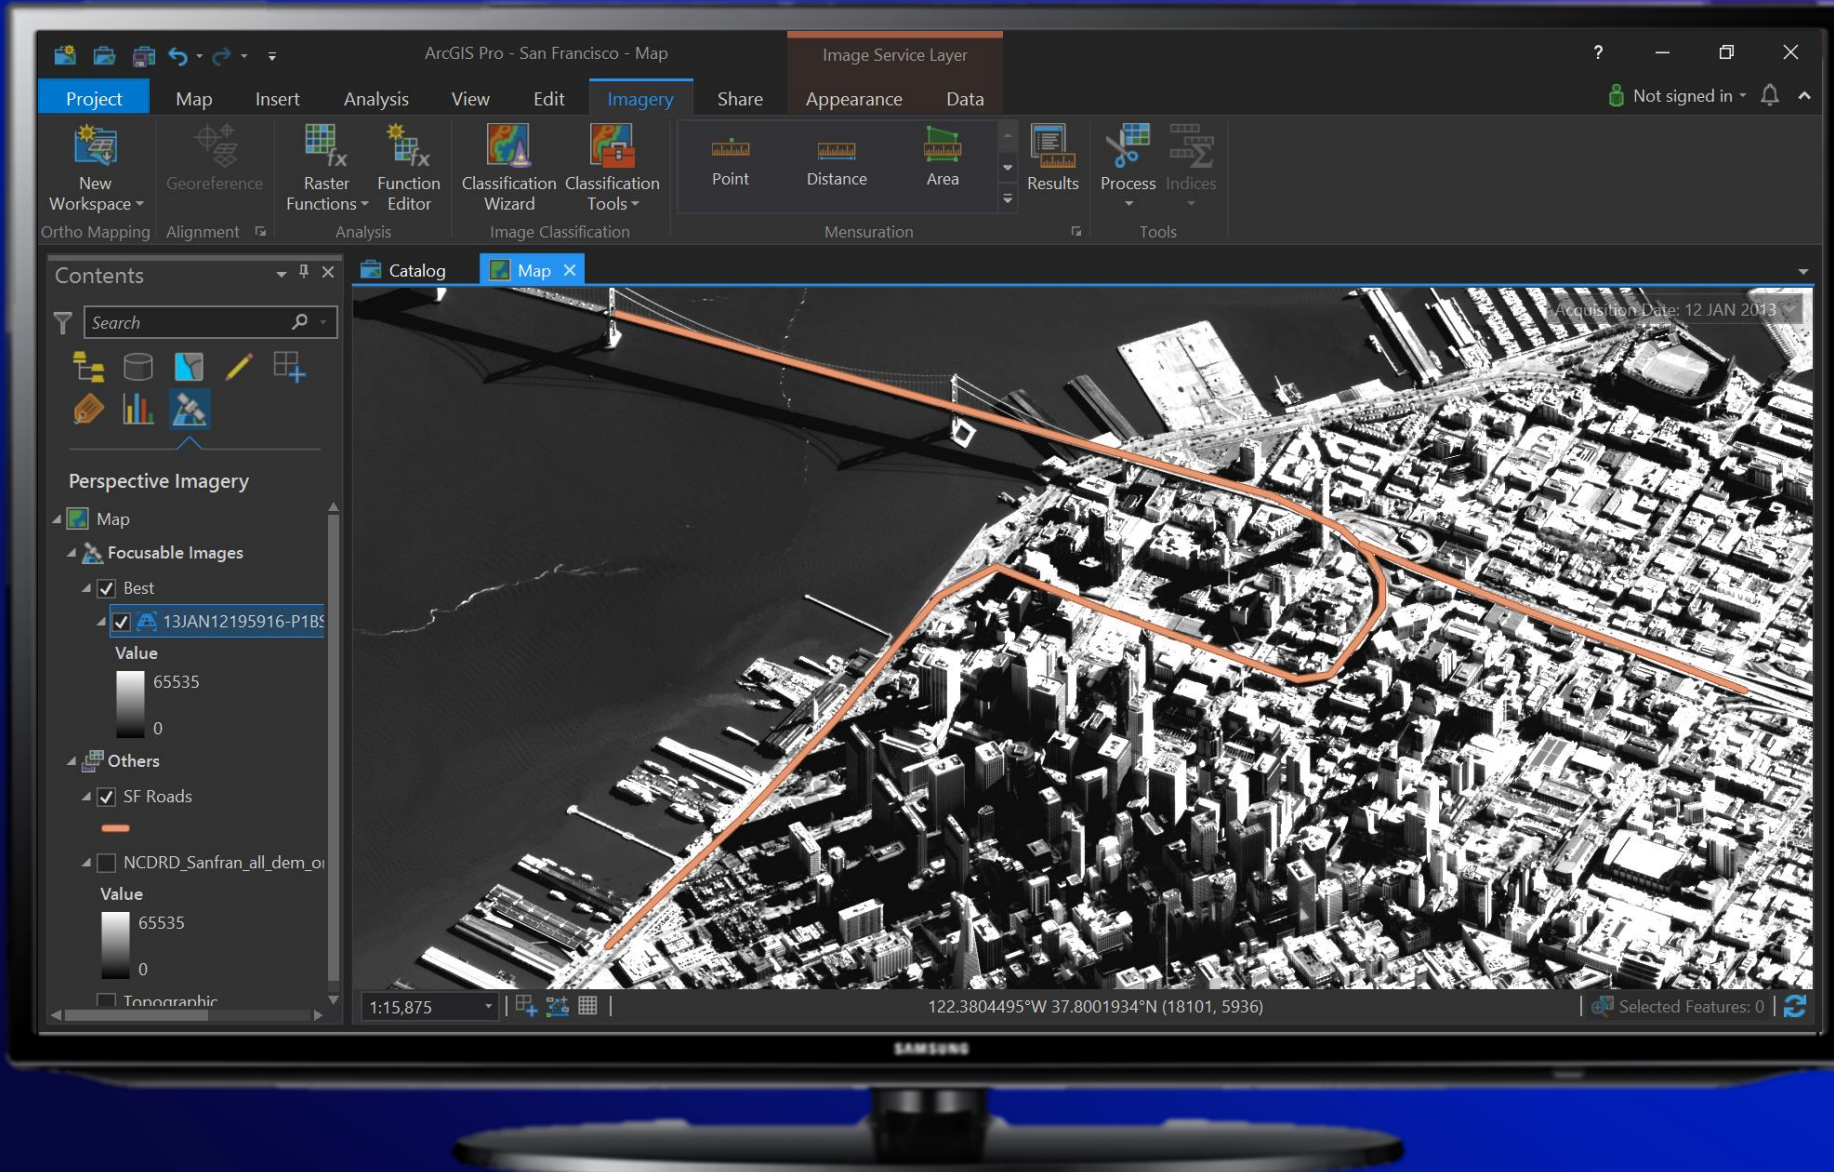 ArcGIS Pro - San Francisco - Map
Image Service Layer
?
Project Map Insert Analysis View Edit Imagery Share Appearance Data
Not signed in
New Workspace
Georeference
Raster Functions
Function Editor
Classification Wizard
Classification Tools
Point
Distance
Area
Results
Process
Indices
Ortho Mapping
Alignment
Analysis
Image Classification
Mensuration
Tools
Contents
Catalog
Map
Search
Acquisition Date: 12 JAN 2013
Perspective Imagery
Map
Focusable Images
Best
13JAN12195916-P1BS
Value
65535
0
Others
SF Roads
NCDRD_Sanfran_all_dem_or
Value
65535
0
Topographic
1:15,875
122.3804495°W 37.8001934°N (18101, 5936)
Selected Features: 0
SAMSUNG